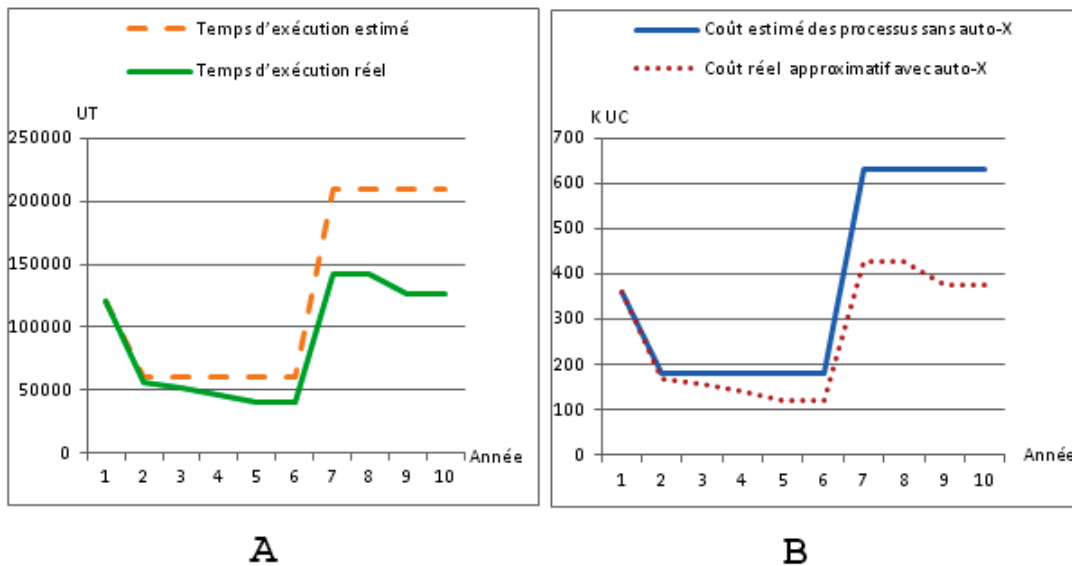 Temps d'exécution estimé
Temps d'exécution réel
UT
250000
200000
150000
100000
50000
0
1 2 3 4 5 6 7 8 9 10
Année
A
Coût estimé des processus sans auto-X
Coût réel approximatif avec auto-X
K UC
700
600
500
400
300
200
100
0
1 2 3 4 5 6 7 8 9 10
Année
B